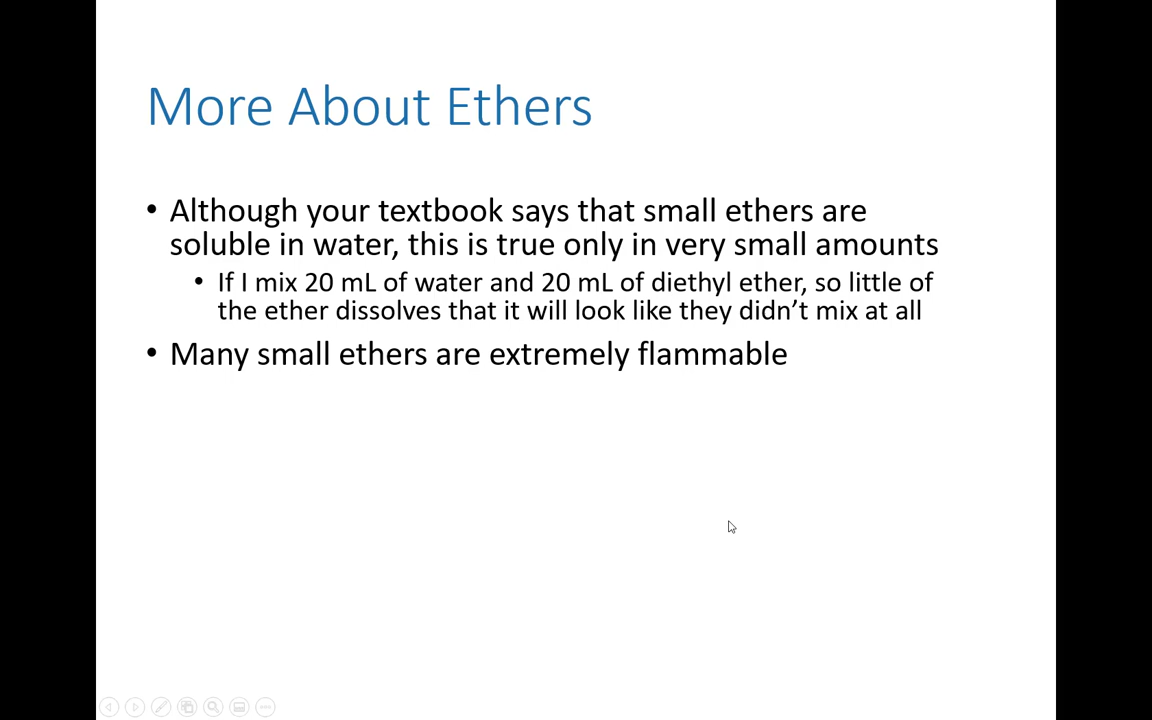 More About Ethers
• Although your textbook says that small ethers are
soluble in water, this is true only in very small amounts
• If I mix 20 mL of water and 20 mL of diethyl ether, so little of
the ether dissolves that it will look like they didn’t mix at all
• Many small ethers are extremely flammable